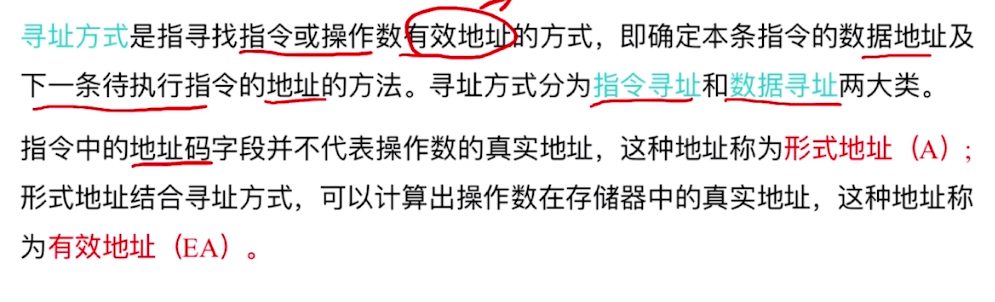 寻址方式是指寻找指令或操作数有效地址的方式，即确定本条指令的数据地址及
下一条待执行指令的地址的方法。寻址方式分为指令寻址和数据寻址两大类。
指令中的地址码字段并不代表操作数的真实地址，这种地址称为形式地址（A）;
形式地址结合寻址方式，可以计算出操作数在存储器中的真实地址，这种地址称
为有效地址（EA）。